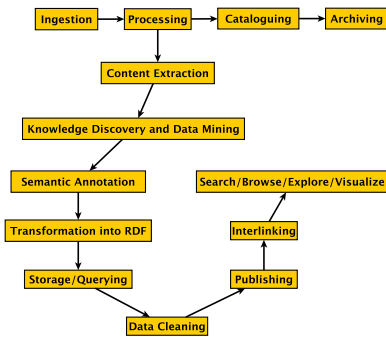 Ingestion
Processing
Cataloguing
Archiving
Content Extraction
Knowledge Discovery and Data Mining
Semantic Annotation
Search/Browse/Explore/Visualize
Transformation into RDF
Interlinking
Storage/Querying
Publishing
Data Cleaning